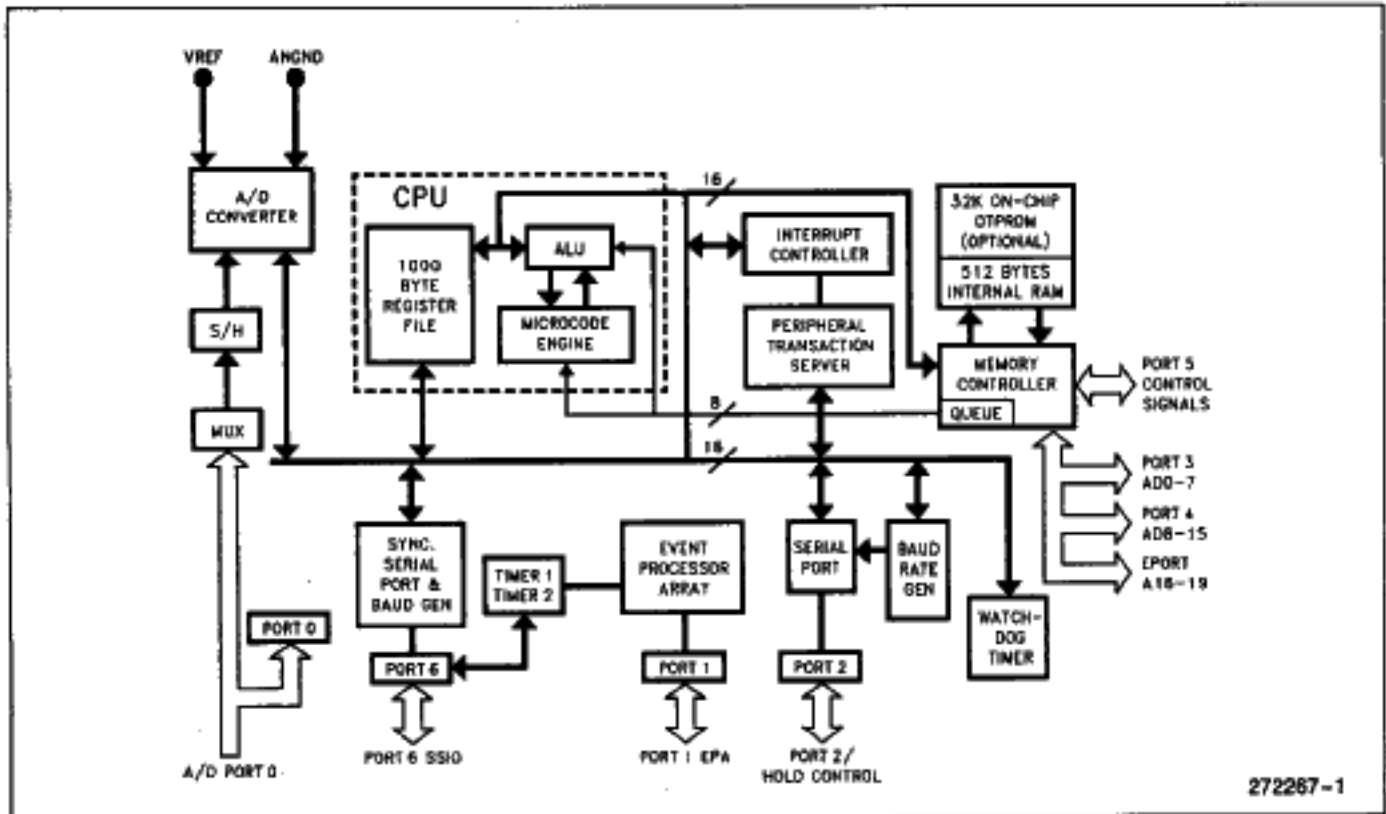 VREF
ANGND
A/D
CONVERTER
S/H
MUX
PORT 0
A/D PORT 0
CPU
1000
BYTE
REGISTER
FILE
ALU
MICROCODE
ENGINE
16
8
16
INTERRUPT
CONTROLLER
PERIPHERAL
TRANSACTION
SERVER
32K ON-CHIP
OTPROM
(OPTIONAL)
512 BYTES
INTERNAL RAM
MEMORY
CONTROLLER
QUEUE
PORT 5
CONTROL
SIGNALS
PORT 3
AD0-7
PORT 4
AD8-15
EPORT
A16-19
SYNC.
SERIAL
PORT &
BAUD GEN
TIMER 1
TIMER 2
EVENT
PROCESSOR
ARRAY
SERIAL
PORT
BAUD
RATE
GEN
WATCH-
DOG
TIMER
PORT 6
PORT 1
PORT 2
PORT 6 SSIO
PORT 1 EPA
PORT 2/
HOLD CONTROL
272267-1